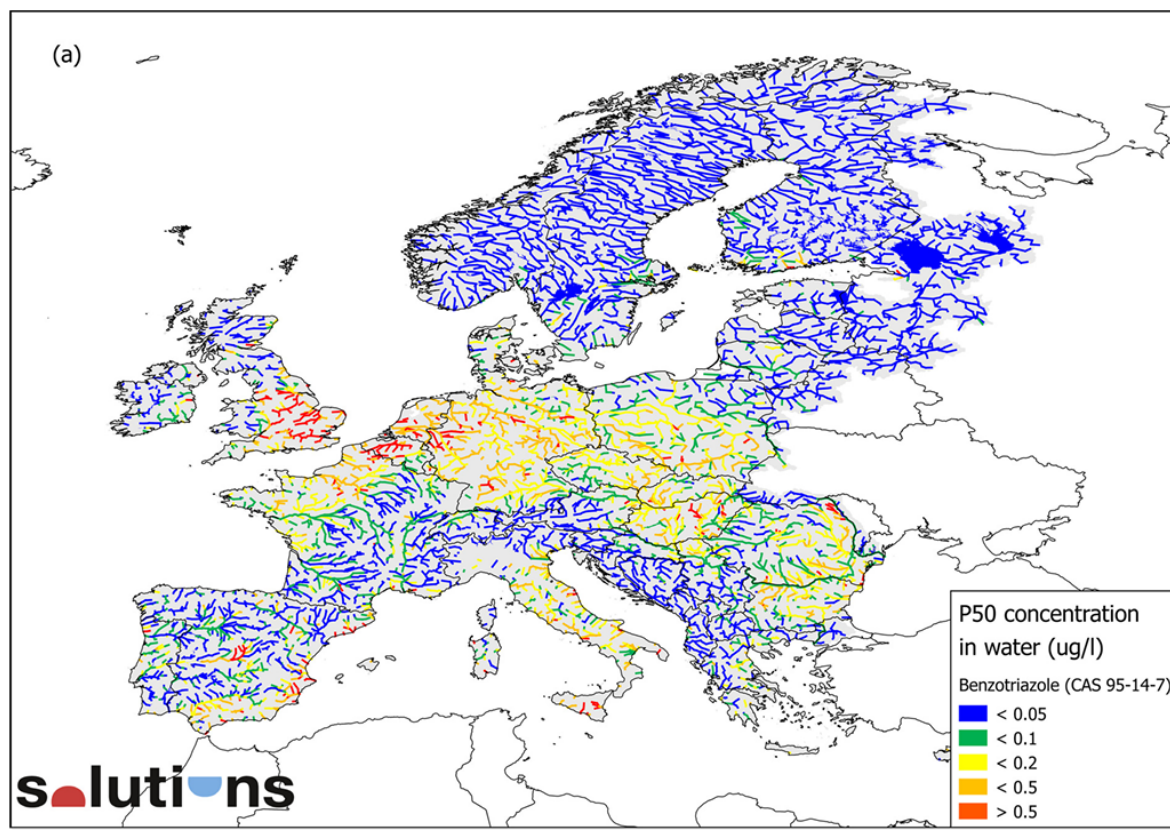 (a)
P50 concentration
in water (ug/l)
Benzotriazole (CAS 95-14-7)
< 0.05
< 0.1
< 0.2
< 0.5
> 0.5
solutions